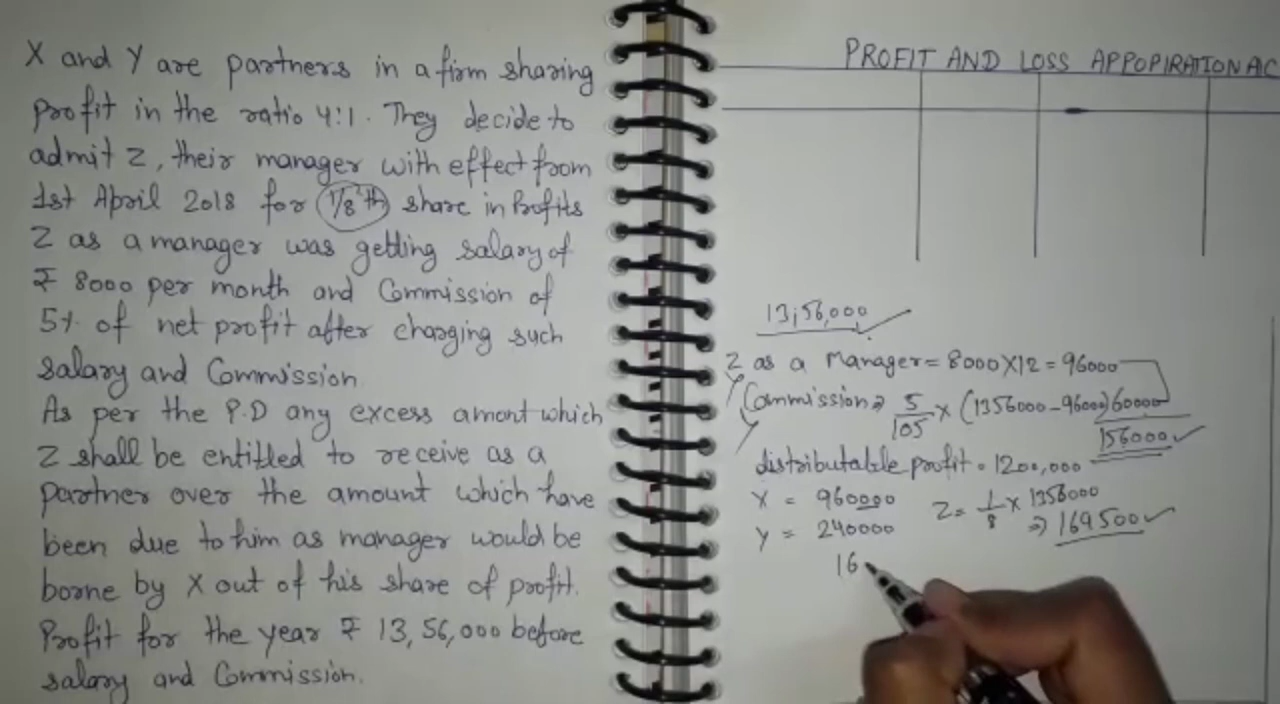 X and Y are partners in a firm sharing
profit in the ratio 4:1. They decide to
admit Z, their manager with effect from
1st April 2018 for 1/8th share in Profits
Z as a manager was getting salary of
₹ 8000 per month and Commission of
5% of net profit after charging such
salary and Commission.
As per the P.D any excess amont which
Z shall be entitled to receive as a
partner over the amount which have
been due to him as manager would be
borne by X out of his share of profit.
Profit for the year ₹ 13,56,000 before
salary and Commission.
PROFIT AND LOSS APPOPIRATION A/C
13,56,000
Z as a Manager = 8000X12 = 96000
Commission ⇒ 5/105 × (1356000-96000) 60000
156000
distributable profit = 1200,000
X = 960000
Y = 240000
Z = 1/8 × 1356000
⇒ 169500
16